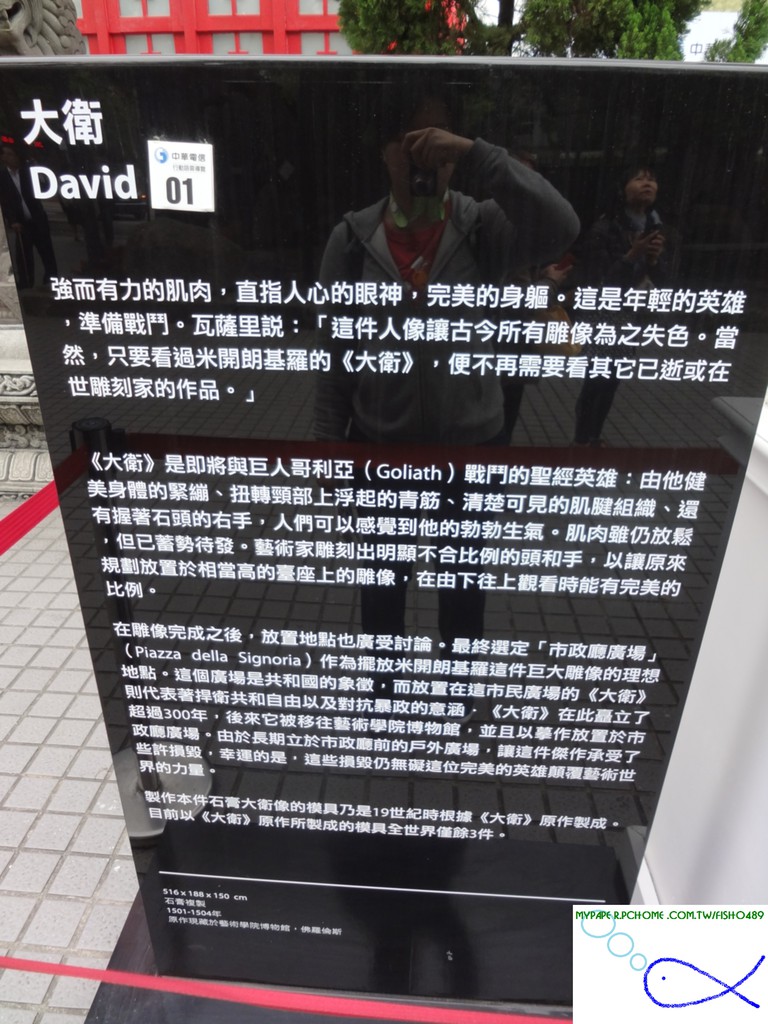 大衛
David
中華電信
01
強而有力的肌肉，直指人心的眼神，完美的身軀。這是年輕的英雄
，準備戰鬥。瓦薩里說：「這件人像讓古今所有雕像為之失色。當
然，只要看過米開朗基羅的《大衛》，便不再需要看其它已逝或在
世雕刻家的作品。」
《大衛》是即將與巨人哥利亞（Goliath）戰鬥的聖經英雄：由他健
美身體的緊繃、扭轉頸部上浮起的青筋、清楚可見的肌腱組織、還
有握著石頭的右手，人們可以感覺到他的勃勃生氣。肌肉雖仍放鬆
，但已蓄勢待發。藝術家雕刻出明顯不合比例的頭和手，以讓原來
規劃放置於相當高的臺座上的雕像，在由下往上觀看時能有完美的
比例。
在雕像完成之後，放置地點也廣受討論。最終選定「市政廳廣場」
（Piazza della Signoria）作為擺放米開朗基羅這件巨大雕像的理想
地點。這個廣場是共和國的象徵，而放置在這市民廣場的《大衛》
則代表著捍衛共和自由以及對抗暴政的意涵　《大衛》在此矗立了
超過300年，後來它被移往藝術學院博物館，並且以摹作放置於市
政廳廣場。由於長期立於市政廳前的戶外廣場，讓這件傑作承受了
些許損毀，幸運的是，這些損毀仍無礙這位完美的英雄顛覆藝術世
界的力量。
製作本件石膏大衛像的模具乃是19世紀時根據《大衛》原作製成。
目前以《大衛》原作所製成的模具全世界僅餘3件。
516 x 188 x 150 cm
石膏複製
1501-1504年
原作現藏於藝術學院博物館，佛羅倫斯
MYPAPER.PCHOME.COM.TW/FISH0489